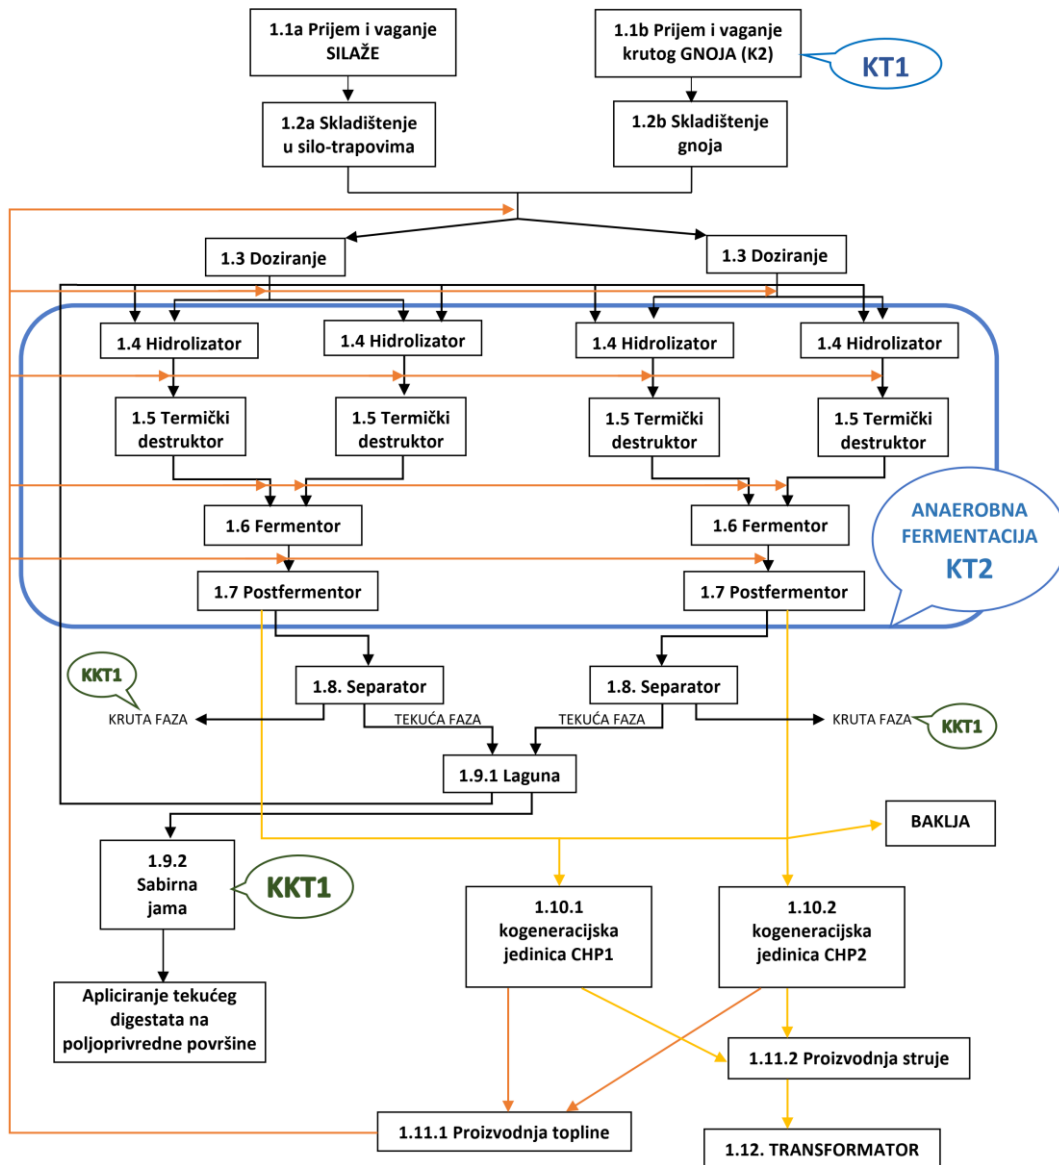 1.1a Prijem i vaganje
SILAŽE
1.1b Prijem i vaganje
krutog GNOJA (K2)
KT1
1.2a Skladištenje
u silo-trapovima
1.2b Skladištenje
gnoja
1.3 Doziranje
1.3 Doziranje
1.4 Hidrolizator
1.4 Hidrolizator
1.4 Hidrolizator
1.4 Hidrolizator
1.5 Termički
destruktor
1.5 Termički
destruktor
1.5 Termički
destruktor
1.5 Termički
destruktor
1.6 Fermentor
1.6 Fermentor
ANAEROBNA
FERMENTACIJA
KT2
1.7 Postfermentor
1.7 Postfermentor
KKT1
1.8. Separator
1.8. Separator
KRUTA FAZA
TEKUĆA FAZA
TEKUĆA FAZA
KRUTA FAZA
KKT1
1.9.1 Laguna
BAKLJA
1.9.2
Sabirna
jama
KKT1
1.10.1
kogeneracijska
jedinica CHP1
1.10.2
kogeneracijska
jedinica CHP2
Apliciranje tekućeg
digestata na
poljoprivredne površine
1.11.2 Proizvodnja struje
1.11.1 Proizvodnja topline
1.12. TRANSFORMATOR